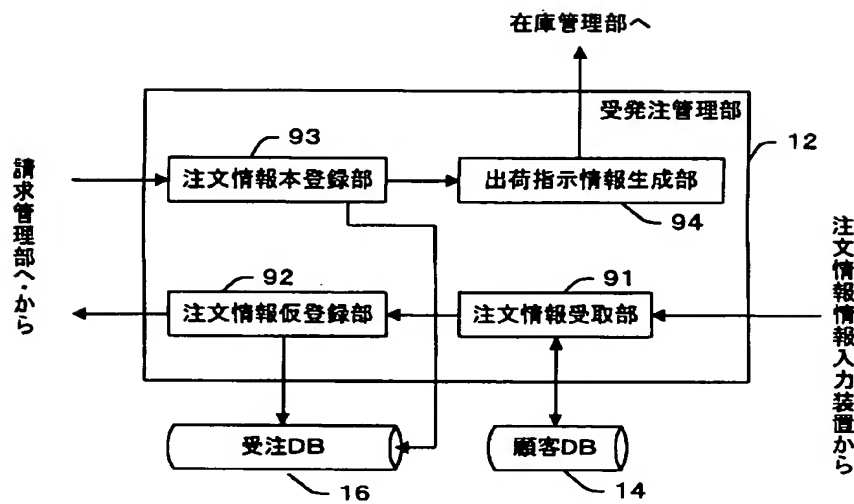 在庫管理部へ
受発注管理部
12
93
注文情報本登録部
出荷指示情報生成部
94
請求管理部へ・から
92
注文情報仮登録部
91
注文情報受取部
注文情報情報入力装置から
受注DB
16
顧客DB
14